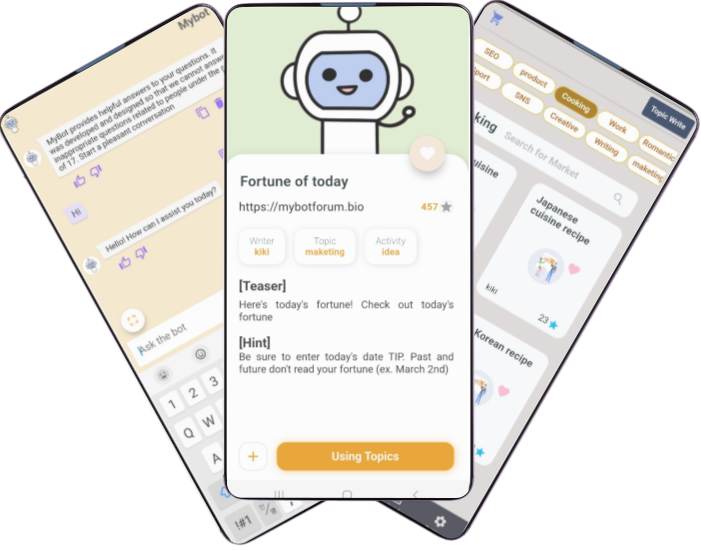 Mybot
MyBot provides helpful answers to your questions. It
was developed and designed so that we cannot answer
inappropriate questions related to people under the
of 17. Start a pleasant conversation
Hi
Hello! How can I assist you today?
Ask the bot
1 2 3
Q W
A
!#1
Fortune of today
https://mybotforum.bio
457
Writer
kiki
Topic
maketing
Activity
idea
[Teaser]
Here's today's fortune! Check out today's
fortune
[Hint]
Be sure to enter today's date TIP. Past and
future don't read your fortune (ex. March 2nd)
+
Using Topics
SEO
product
Cooking
Topic Write
port
SNS
Creative
Work
Romantic
Writing
maketing
king
Search for Market
uisine
Japanese
cuisine recipe
kiki
23
Korean recipe